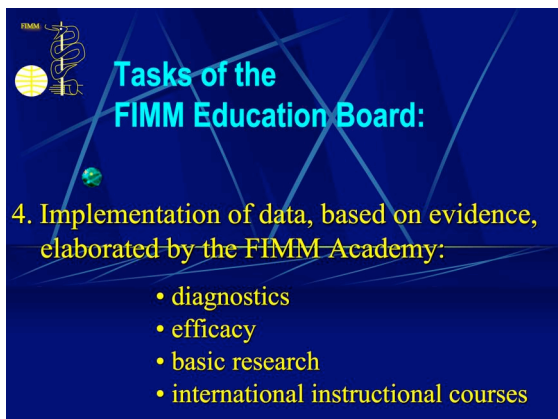 FIMM
Tasks of the
FIMM Education Board:
4. Implementation of data, based on evidence,
elaborated by the FIMM Academy:
• diagnostics
• efficacy
• basic research
• international instructional courses